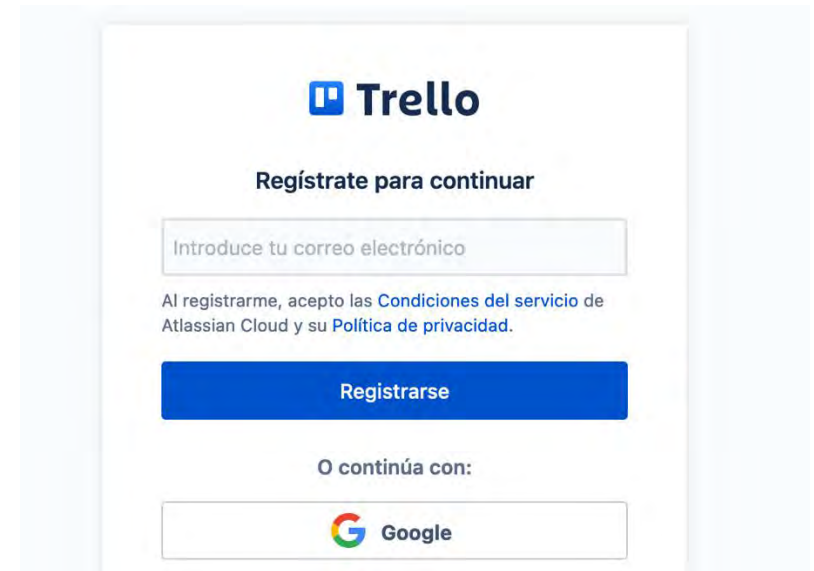 Trello
Regístrate para continuar
Introduce tu correo electrónico
Al registrarme, acepto las Condiciones del servicio de
Atlassian Cloud y su Política de privacidad.
Registrarse
O continúa con:
Google